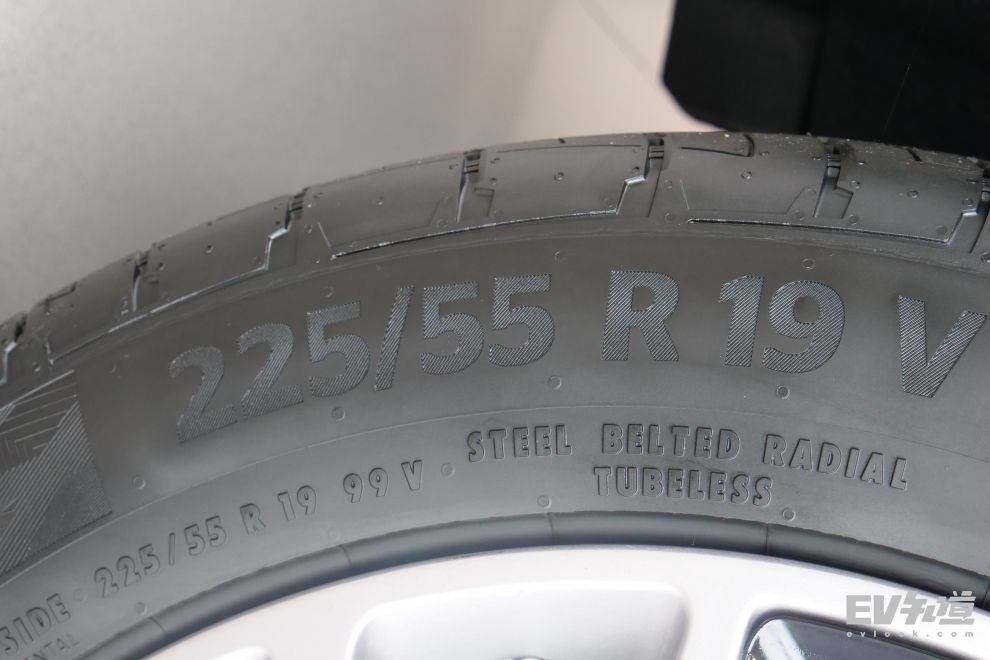 225/55 R 19 V
STEEL BELTED RADIAL
TUBELESS
225/55 R 19 99 V
SIDE
EV知道
evlook.com